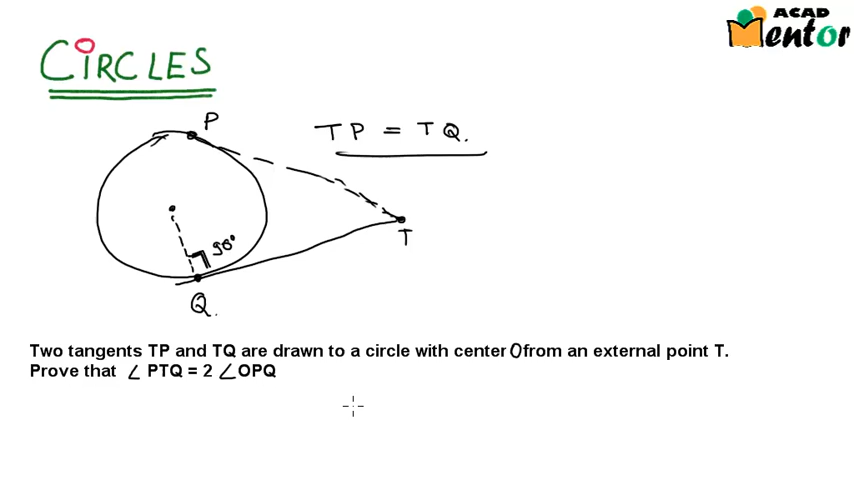 ACAD
Mentor
CIRCLES
P
TP = TQ.
90°
T
Q.
Two tangents TP and TQ are drawn to a circle with center O from an external point T.
Prove that ∠ PTQ = 2 ∠OPQ